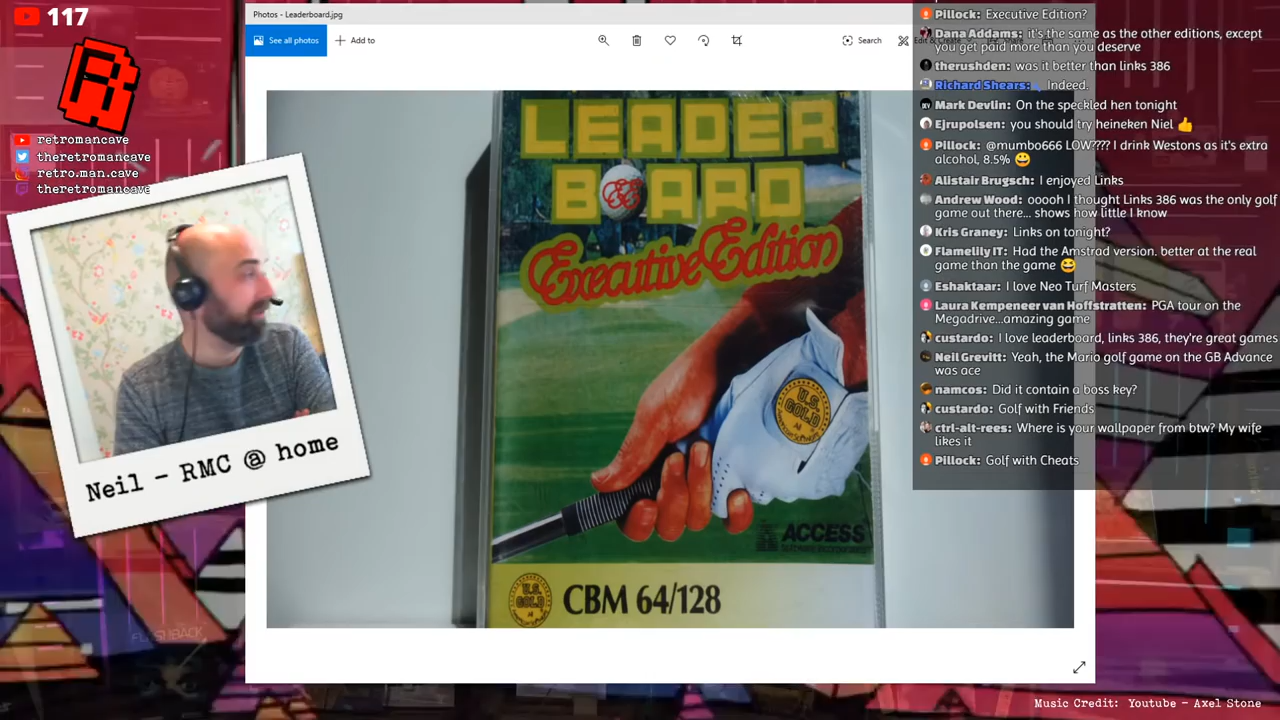 117
retromancave
theretromancave
retro.man.cave
theretromancave
Neil - RMC @ home
Photos - Leaderboard.jpg
See all photos
Add to
Search
LEADER
BOARD
Executive Edition
U.S.
GOLD
ACCESS
U.S.
GOLD
CBM 64/128
Pillock: Executive Edition?
Dana Addams: it's the same as the other editions, except
you get paid more than you deserve
therushden: was it better than links 386
Richard Shears: Indeed.
Mark Devlin: On the speckled hen tonight
Ejrupolsen: you should try heineken Niel 👍
Pillock: @mumbo666 LOW???? I drink Westons as it's extra
alcohol, 8.5% 😀
Alistair Brugsch: I enjoyed Links
Andrew Wood: ooooh I thought Links 386 was the only golf
game out there... shows how little I know
Kris Graney: Links on tonight?
Flamelily IT: Had the Amstrad version. better at the real
game than the game 😆
Eshaktaar: I love Neo Turf Masters
Laura Kempeneer van Hoffstratten: PGA tour on the
Megadrive...amazing game
custardo: I love leaderboard, links 386, they're great games
Neil Grevitt: Yeah, the Mario golf game on the GB Advance
was ace
namcos: Did it contain a boss key?
custardo: Golf with Friends
ctrl-alt-rees: Where is your wallpaper from btw? My wife
likes it
Pillock: Golf with Cheats
FLASHBACK
Music Credit: Youtube - Axel Stone